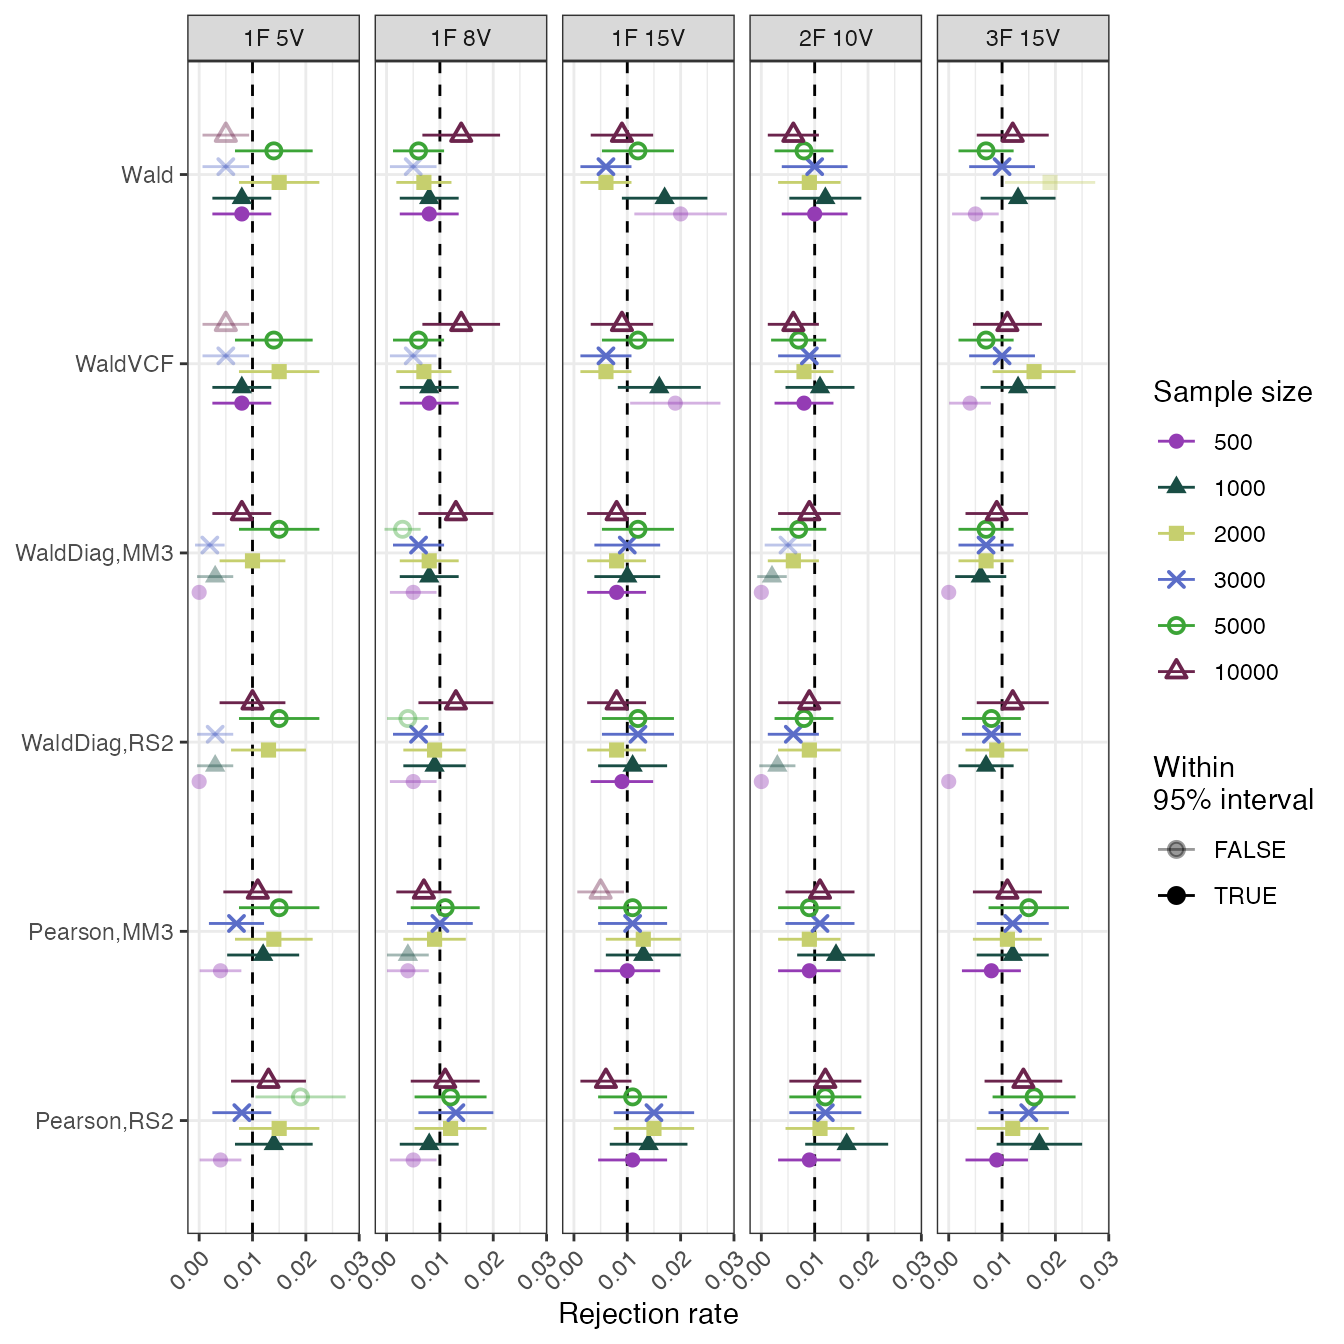 1F 5V
1F 8V
1F 15V
2F 10V
3F 15V
Wald
WaldVCF
WaldDiag,MM3
WaldDiag,RS2
Pearson,MM3
Pearson,RS2
0.00 0.01 0.02 0.03
0.00 0.01 0.02 0.03
0.00 0.01 0.02 0.03
0.00 0.01 0.02 0.03
0.00 0.01 0.02 0.03
Rejection rate
Sample size
500
1000
2000
3000
5000
10000
Within
95% interval
FALSE
TRUE